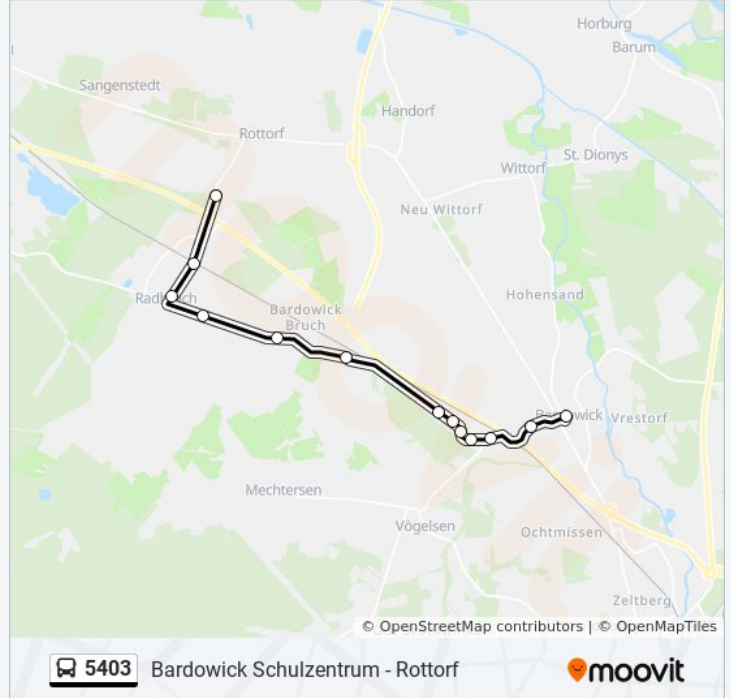 Horburg
Barum
Sangenstedt
Handorf
Rottorf
St. Dionys
Wittorf
Neu Wittorf
Hohensand
Bardowick
Bruch
Vrestorf
Mechtersen
Vögelsen
Ochtmissen
Zeltberg
© OpenStreetMap contributors | © OpenMapTiles
5403 Bardowick Schulzentrum - Rottorf
moovit